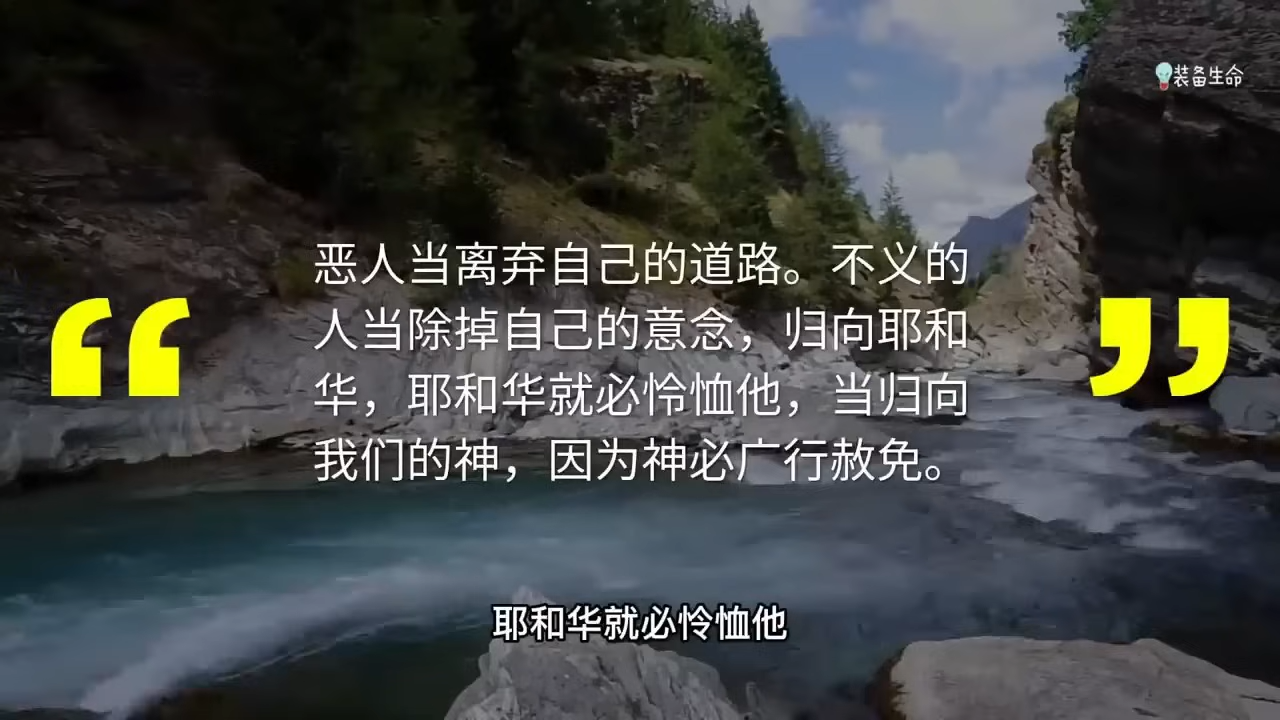 装备生命
恶人当离弃自己的道路。不义的
人当除掉自己的意念，归向耶和
华，耶和华就必怜恤他，当归向
我们的神，因为神必广行赦免。
耶和华就必怜恤他